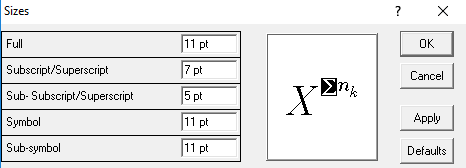 Sizes ? ×
Full 11 pt
Subscript/Superscript 7 pt
Sub- Subscript/Superscript 5 pt
Symbol 11 pt
Sub-symbol 11 pt
X^Σn_k
OK
Cancel
Apply
Defaults